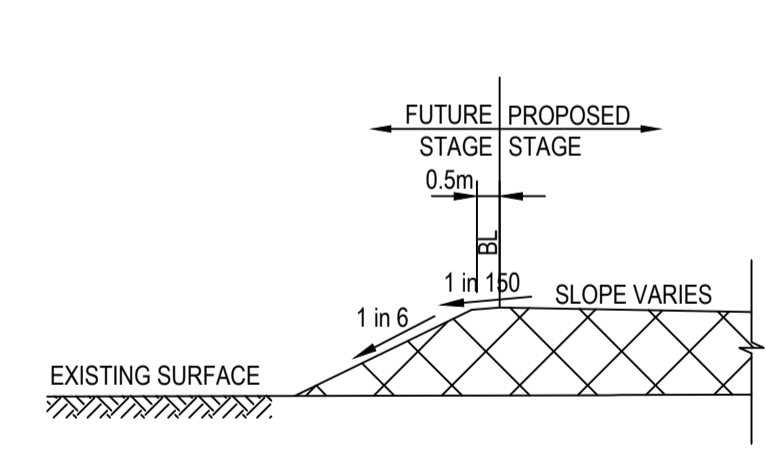 FUTURE PROPOSED
STAGE STAGE
0.5m
BL
1 in 150
SLOPE VARIES
1 in 6
EXISTING SURFACE